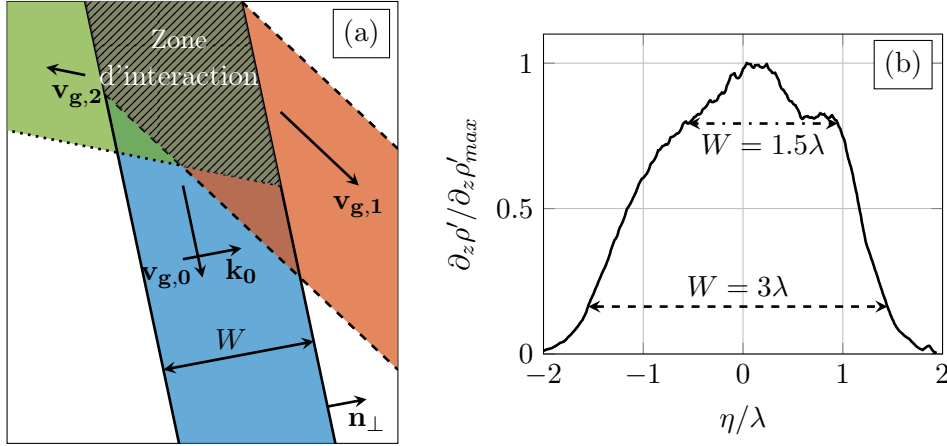 (a)
Zone
d'interaction
v_g,2
v_g,1
v_g,0
k_0
W
n_⊥
(b)
∂_zρ′/∂_zρ′_max
1
0.5
0
W = 1.5λ
W = 3λ
−2 −1 0 1 2
η/λ